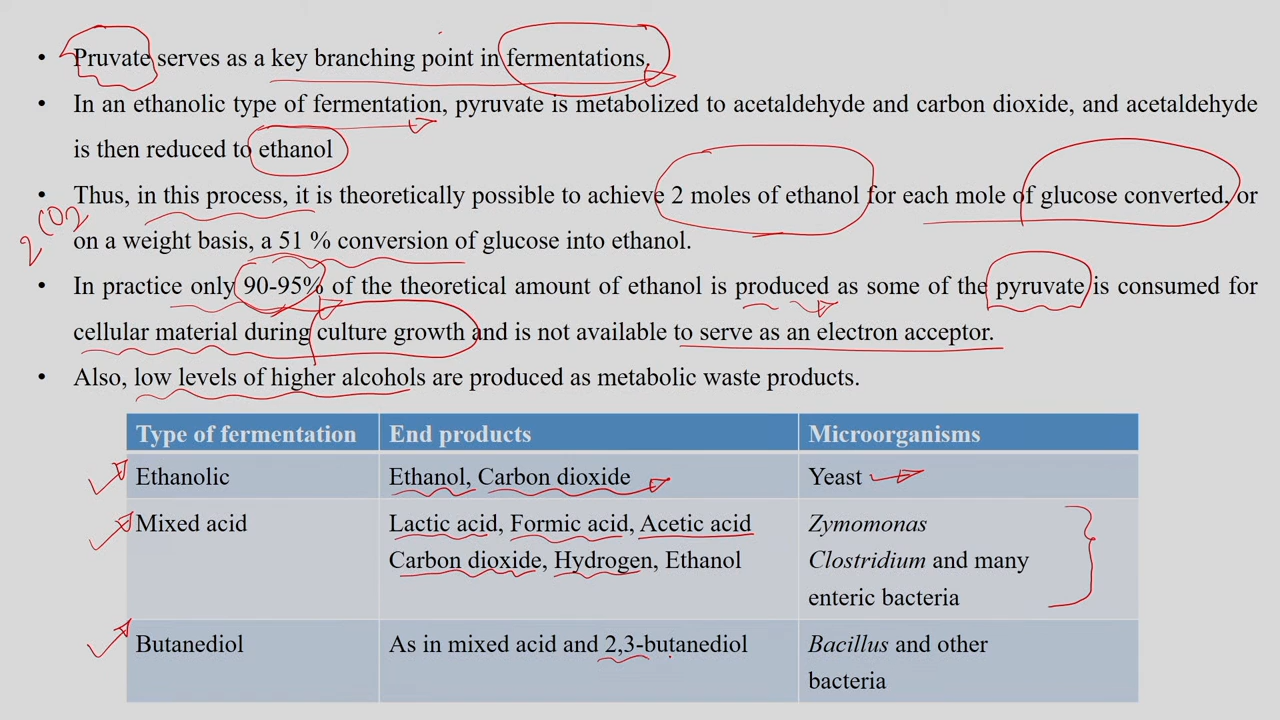 • Pruvate serves as a key branching point in fermentations.
• In an ethanolic type of fermentation, pyruvate is metabolized to acetaldehyde and carbon dioxide, and acetaldehyde
is then reduced to ethanol
• Thus, in this process, it is theoretically possible to achieve 2 moles of ethanol for each mole of glucose converted, or
2 CO2
on a weight basis, a 51 % conversion of glucose into ethanol.
• In practice only 90-95% of the theoretical amount of ethanol is produced as some of the pyruvate is consumed for
cellular material during culture growth and is not available to serve as an electron acceptor.
• Also, low levels of higher alcohols are produced as metabolic waste products.
Type of fermentation End products Microorganisms
Ethanolic Ethanol, Carbon dioxide Yeast
Mixed acid Lactic acid, Formic acid, Acetic acid Zymomonas
Carbon dioxide, Hydrogen, Ethanol Clostridium and many
enteric bacteria
Butanediol As in mixed acid and 2,3-butanediol Bacillus and other
bacteria